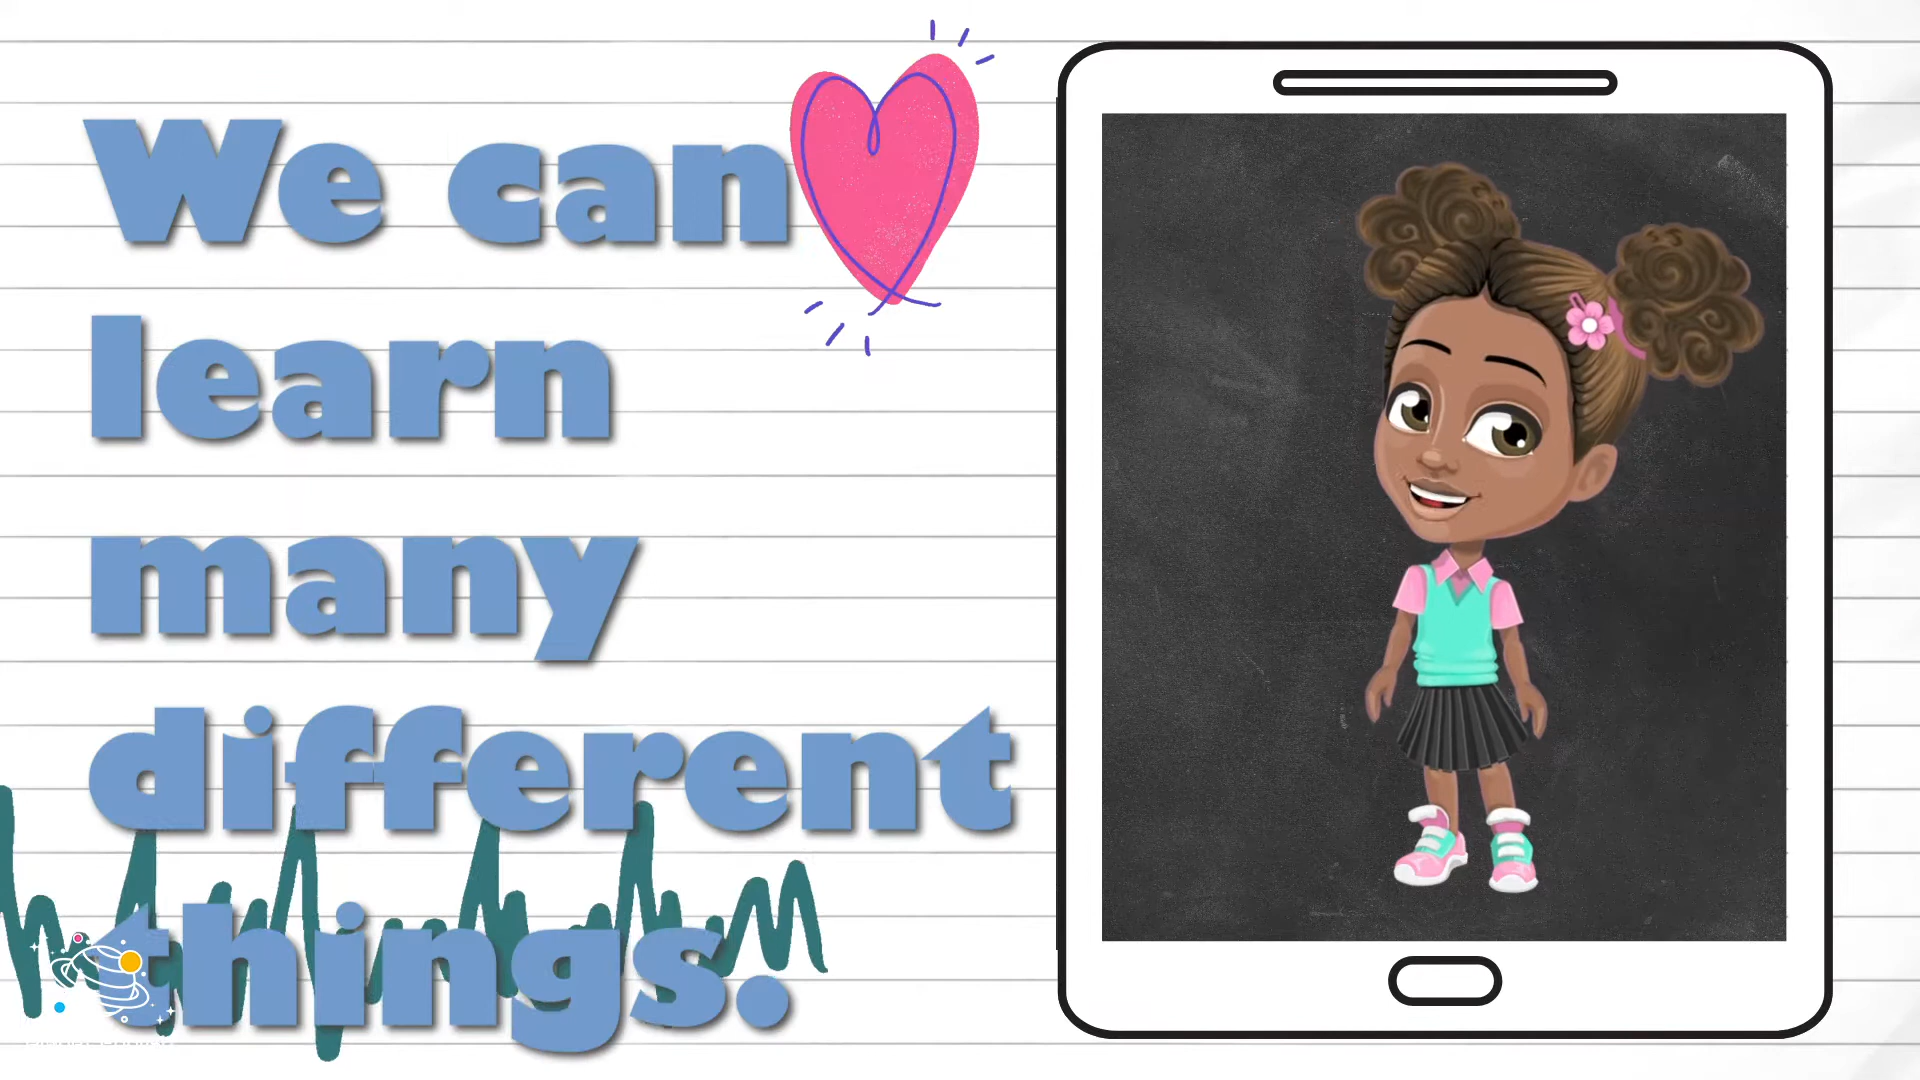 We can
learn
many
different
things.